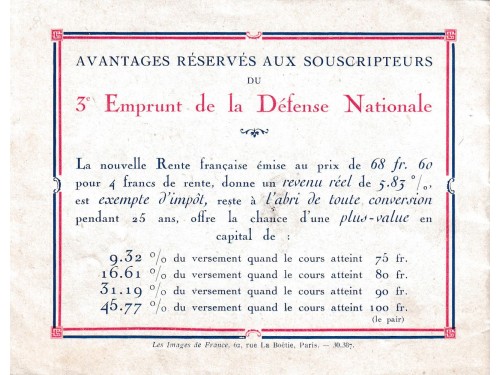 AVANTAGES RÉSERVÉS AUX SOUSCRIPTEURS
DU
3e Emprunt de la Défense Nationale
La nouvelle Rente française émise au prix de 68 fr. 60
pour 4 francs de rente, donne un revenu réel de 5.83 %,
est exempte d'impôt, reste à l'abri de toute conversion
pendant 25 ans, offre la chance d'une plus-value en
capital de :
9.32 % du versement quand le cours atteint 75 fr.
16.61 % du versement quand le cours atteint 80 fr.
31.19 % du versement quand le cours atteint 90 fr.
45.77 % du versement quand le cours atteint 100 fr.
(le pair)
Les Images de France, 62, rue La Boétie, Paris. — 30.387.